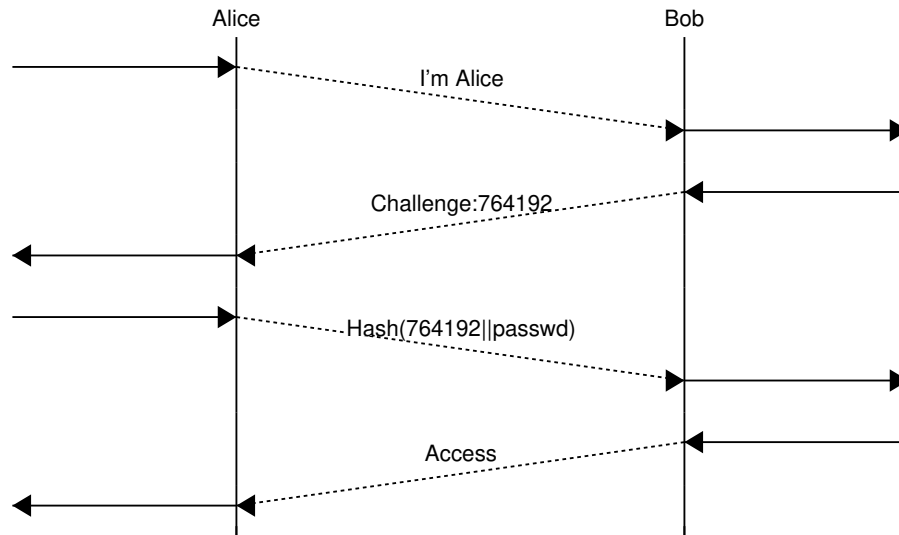 Alice
Bob
I'm Alice
Challenge:764192
Hash(764192||passwd)
Access